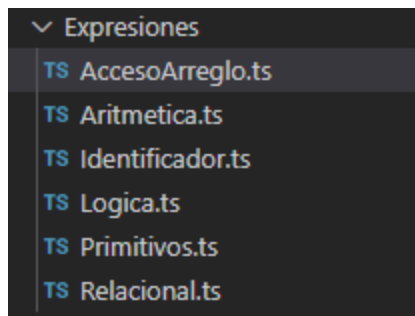 Expresiones
TS AccesoArreglo.ts
TS Aritmetica.ts
TS Identificador.ts
TS Logica.ts
TS Primitivos.ts
TS Relacional.ts